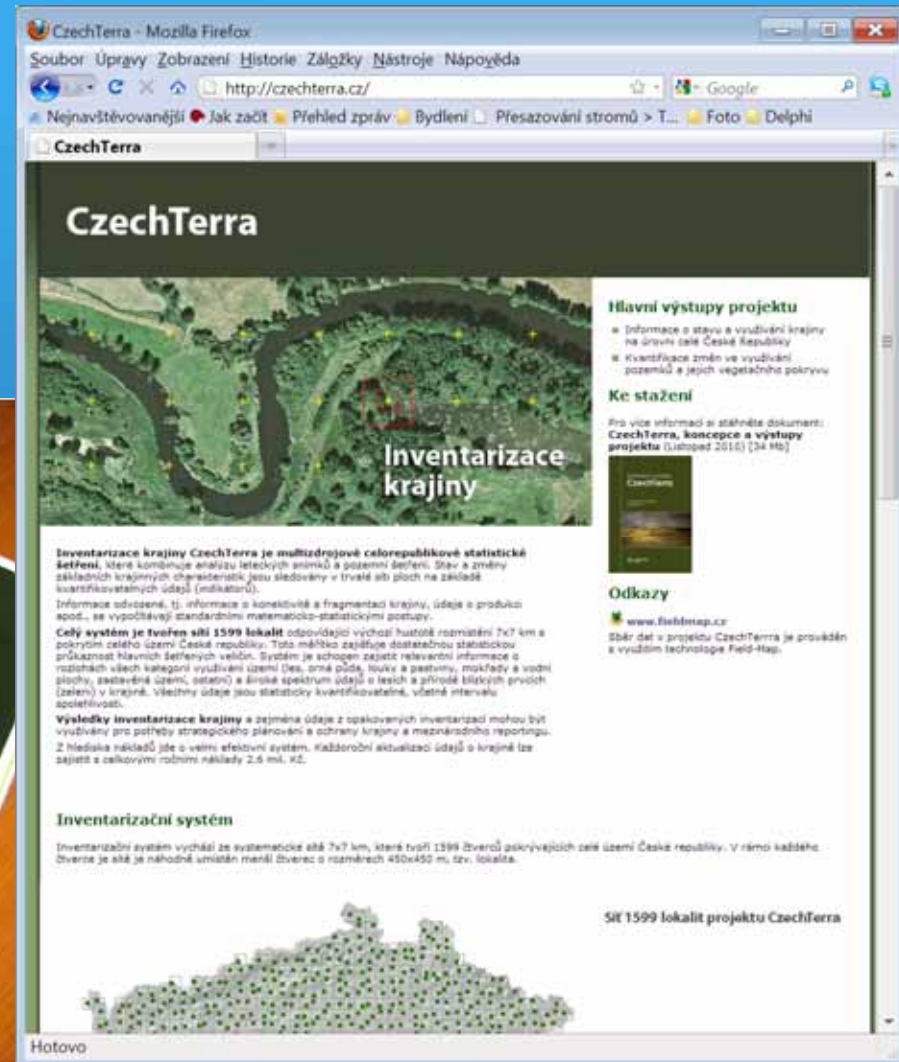 CzechTerra - Mozilla Firefox
Soubor Úpravy Zobrazení Historie Záložky Nástroje Nápověda
http://czechterra.cz/
Google
Nejnavštěvovanější Jak začít Přehled zpráv Bydlení Přesazování stromů > T... Foto Delphi
CzechTerra
CzechTerra
Inventarizace
krajiny
Hlavní výstupy projektu
Informace o stavu a využívání krajiny
na úrovni celé České Republiky
Kvantifikace změn ve využívání
pozemků a jejich vegetačního pokryvu
Ke stažení
Pro více informací si stáhněte dokument:
CzechTerra, koncepce a výstupy
projektu (Listopad 2010) [34 Mb]
CzechTerra
Odkazy
www.fieldmap.cz
Sběr dat v projektu CzechTerra je prováděn
s využitím technologie Field-Map.
Inventarizace krajiny CzechTerra je multizdrojové celorepublikové statistické
šetření, které kombinuje analýzu leteckých snímků a pozemní šetření. Stav a změny
základních krajinných charakteristik jsou sledovány v trvalé síti ploch na základě
kvantifikovatelných údajů (indikátorů).
Informace odvozené, tj. informace o konektivitě a fragmentaci krajiny, údaje o produkci
apod., se vypočítávají standardními matematicko-statistickými postupy.
Celý systém je tvořen sítí 1599 lokalit odpovídající výchozí hustotě rozmístění 7x7 km s
pokrytím celého území České republiky. Toto měřítko zajišťuje dostatečnou statistickou
průkaznost hlavních šetřených veličin. Systém je schopen zajistit relevantní informace o
rozlohách všech kategorií využívání území (les, orná půda, louky a pastviny, mokřady a vodní
plochy, zastavěné území, ostatní) a široké spektrum údajů o lesích a přírodě blízkých prvcích
(zeleni) v krajině. Všechny údaje jsou statisticky kvantifikovatelné, včetně intervalu
spolehlivosti.
Výsledky inventarizace krajiny a zejména údaje z opakovaných inventarizací mohou být
využívány pro potřeby strategického plánování a ochrany krajiny a mezinárodního reportingu.
Z hlediska nákladů jde o velmi efektivní systém. Každoroční aktualizaci údajů o krajině lze
zajistit s celkovými ročními náklady 2.6 mil. Kč.
Inventarizační systém
Inventarizační systém vychází ze systematické sítě 7x7 km, které tvoří 1599 čtverců pokrývajících celé území České republiky. V rámci každého
čtverce je sítě je náhodně umístěn menší čtverec o rozměrech 450x450 m, tzv. lokalita.
Síť 1599 lokalit projektu CzechTerra
Hotovo